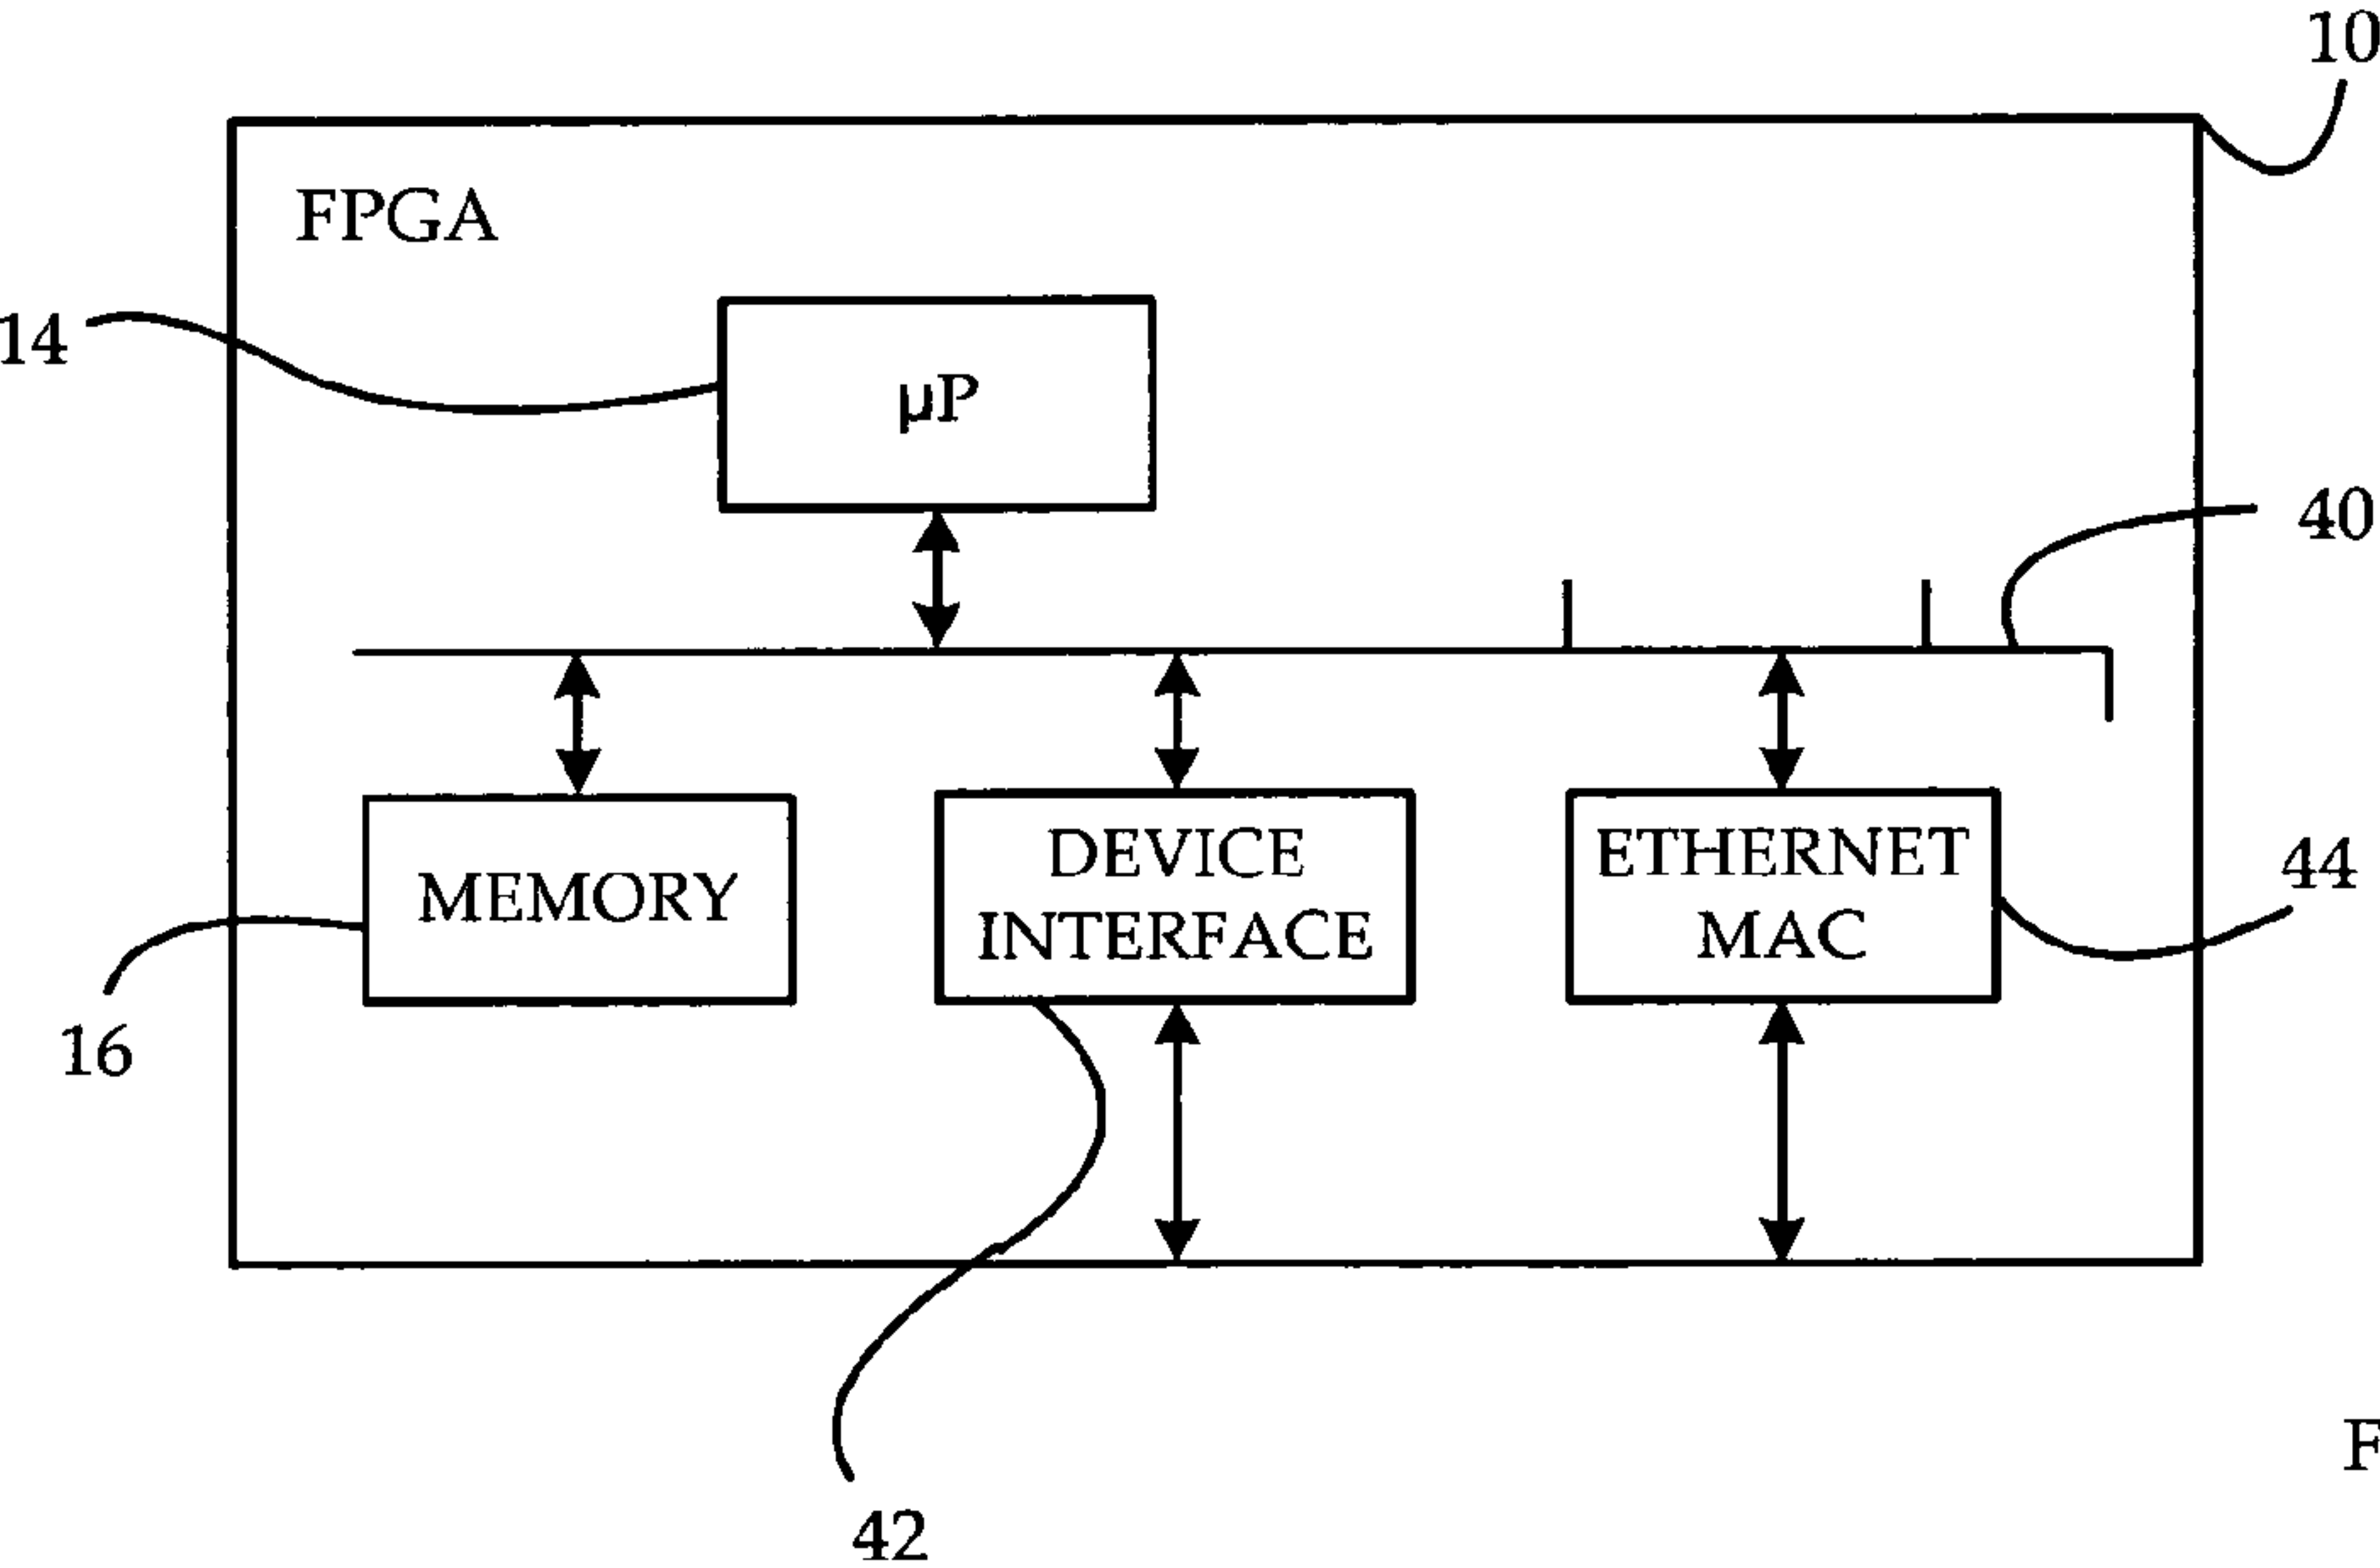 10
FPGA
14
µP
40
MEMORY
DEVICE
INTERFACE
ETHERNET
MAC
44
16
F
42